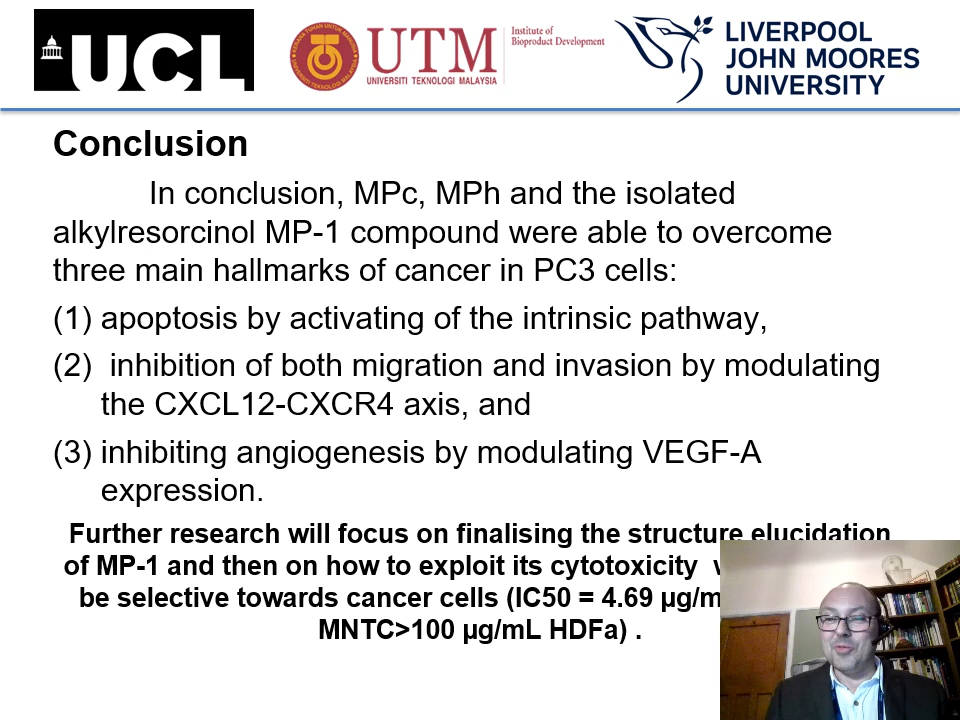 UCL
UTM
UNIVERSITI TEKNOLOGI MALAYSIA
Institute of
Bioproduct Development
LIVERPOOL
JOHN MOORES
UNIVERSITY
Conclusion
In conclusion, MPc, MPh and the isolated
alkylresorcinol MP-1 compound were able to overcome
three main hallmarks of cancer in PC3 cells:
(1) apoptosis by activating of the intrinsic pathway,
(2) inhibition of both migration and invasion by modulating
the CXCL12-CXCR4 axis, and
(3) inhibiting angiogenesis by modulating VEGF-A
expression.
Further research will focus on finalising the structure elucidation
of MP-1 and then on how to exploit its cytotoxicity
be selective towards cancer cells (IC50 = 4.69 µg/m
MNTC>100 µg/mL HDFa) .